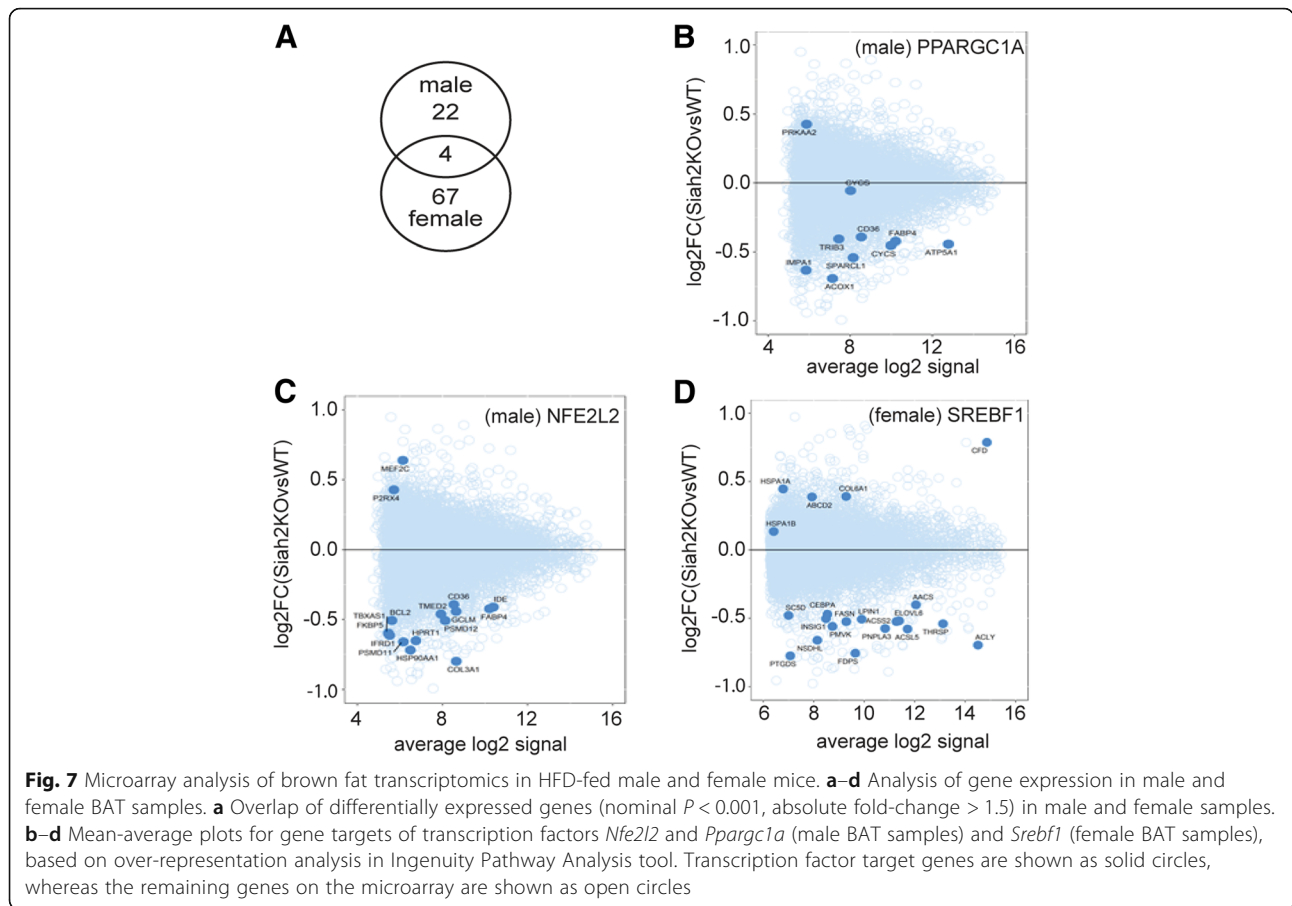 A
male
22
4
67
female
B
(male) PPARGC1A
log2FC(Siah2KOvsWT)
1.0
0.5
0.0
-0.5
-1.0
PRKAA2
CYCS
CD36
FABP4
TRIB3
CYCS
ATP5A1
IMPA1
SPARCL1
ACOX1
4
8
12
16
average log2 signal
C
(male) NFE2L2
log2FC(Siah2KOvsWT)
1.0
0.5
0.0
-0.5
-1.0
MEF2C
P2RX4
CD36
IDE
TMED2
TBXAS1
BCL2
GCLM
FABP4
FKBP5
PSMD12
HPRT1
IFRD1
PSMD11
HSP90AA1
COL3A1
4
8
12
16
average log2 signal
D
(female) SREBF1
log2FC(Siah2KOvsWT)
1.0
0.5
0.0
-0.5
-1.0
CFD
HSPA1A
COL6A1
ABCD2
HSPA1B
AACS
SC5D
CEBPA
FASN
LPIN1
ELOVL6
ACSS2
INSIG1
PMVK
PNPLA3
ACSL5
THRSP
NSDHL
ACLY
PTGDS
FDPS
6
8
10
12
14
16
average log2 signal
Fig. 7 Microarray analysis of brown fat transcriptomics in HFD-fed male and female mice. a–d Analysis of gene expression in male and
female BAT samples. a Overlap of differentially expressed genes (nominal P < 0.001, absolute fold-change > 1.5) in male and female samples.
b–d Mean-average plots for gene targets of transcription factors Nfe2l2 and Ppargc1a (male BAT samples) and Srebf1 (female BAT samples),
based on over-representation analysis in Ingenuity Pathway Analysis tool. Transcription factor target genes are shown as solid circles,
whereas the remaining genes on the microarray are shown as open circles